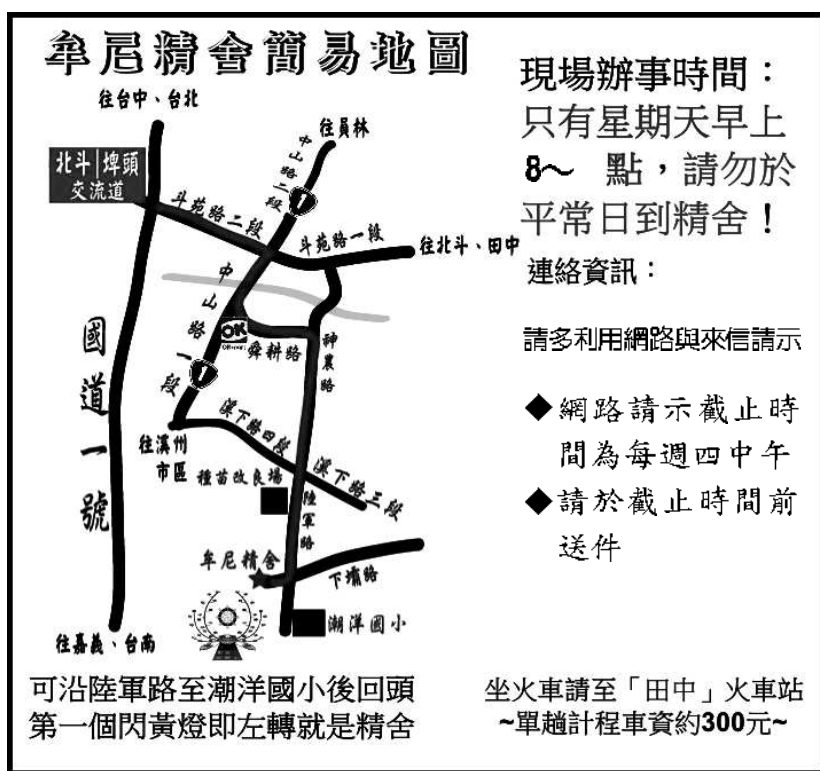 牟尼精舍簡易地圖
往台中、台北
往員林
北斗|埤頭
交流道
中山路二段
1
斗苑路二段
斗苑路一段
往北斗、田中
中山路一段
OK
舜耕路
神農路
國道一號
1
往溪州
市區
溪下路四段
溪下路三段
種苗改良場
陸軍路
牟尼精舍
下壩路
潮洋國小
往嘉義、台南
可沿陸軍路至潮洋國小後回頭
第一個閃黃燈即左轉就是精舍
現場辦事時間：
只有星期天早上
8～ 點，請勿於
平常日到精舍！
連絡資訊：
請多利用網路與來信請示
◆網路請示截止時
間為每週四中午
◆請於截止時間前
送件
坐火車請至「田中」火車站
~單趟計程車資約300元~